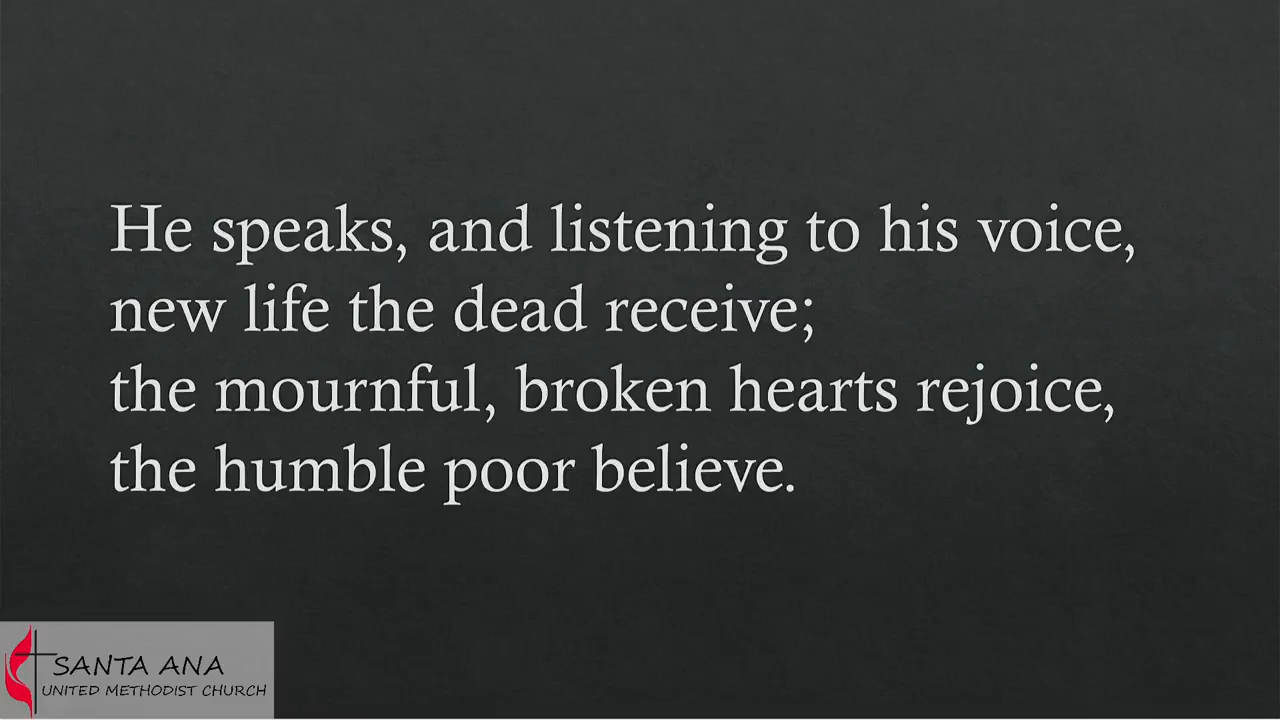 He speaks, and listening to his voice,
new life the dead receive;
the mournful, broken hearts rejoice,
the humble poor believe.
SANTA ANA
UNITED METHODIST CHURCH